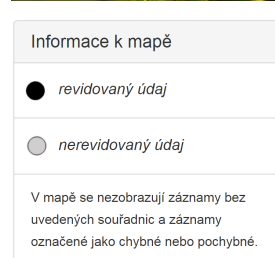 Informace k mapě
revidovaný údaj
nerevidovaný údaj
V mapě se nezobrazují záznamy bez
uvedených souřadnic a záznamy
označené jako chybné nebo pochybné.